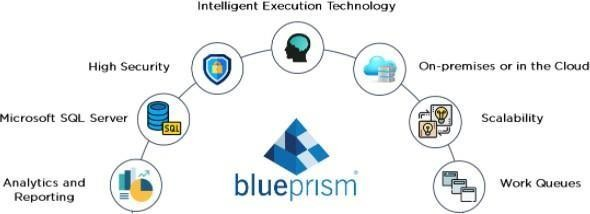 Intelligent Execution Technology
High Security
On-premises or in the Cloud
Microsoft SQL Server
SQL
Scalability
Analytics and
Reporting
blueprism®
Work Queues